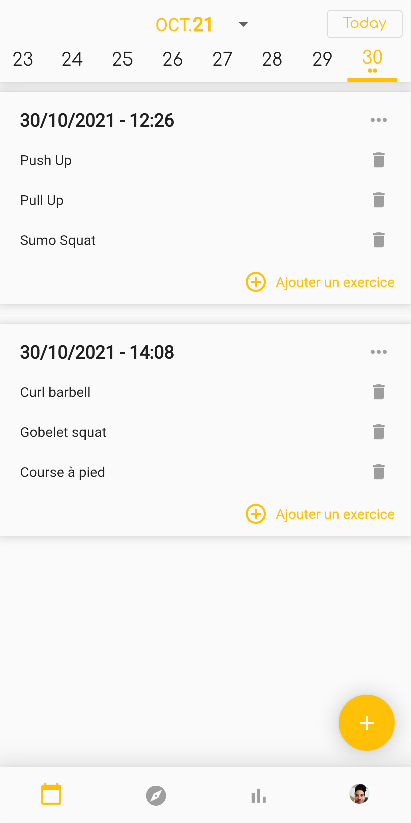 OCT.21
Today
23 24 25 26 27 28 29 30
30/10/2021 - 12:26
Push Up
Pull Up
Sumo Squat
Ajouter un exercice
30/10/2021 - 14:08
Curl barbell
Gobelet squat
Course à pied
Ajouter un exercice